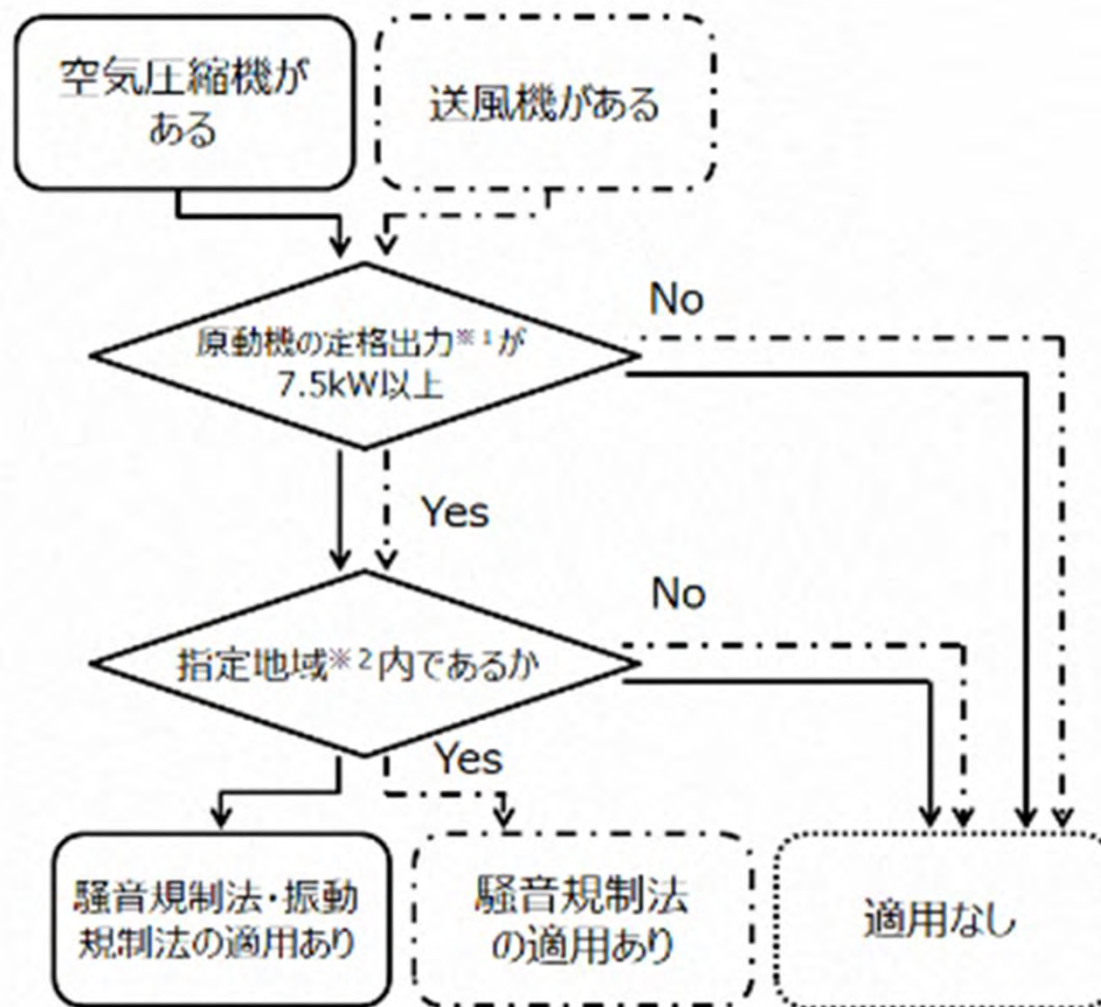 空気圧縮機が
ある
送風機がある
No
原動機の定格出力※1が
7.5kW以上
Yes
No
指定地域※2内であるか
Yes
騒音規制法・振動
規制法の適用あり
騒音規制法
の適用あり
適用なし